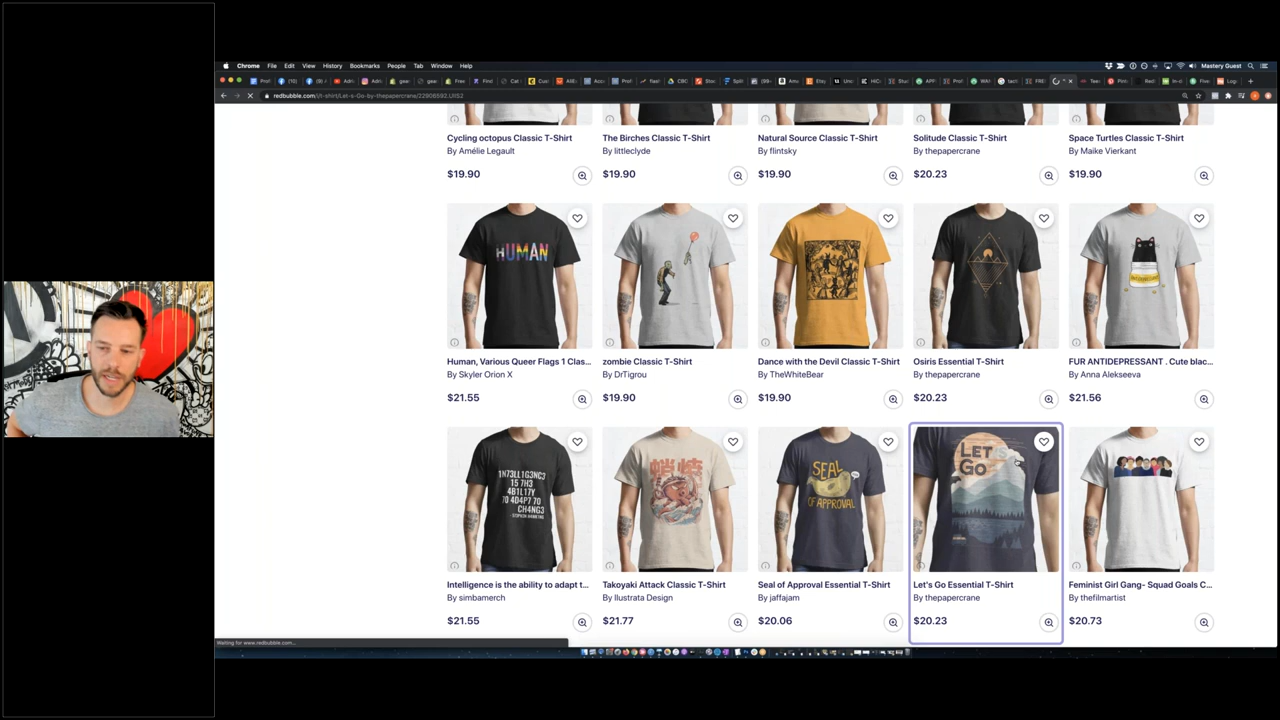 Chrome File Edit View History Bookmarks People Tab Window Help
Mastery Guest
Cycling octopus Classic T-Shirt
By Amélie Legault
$19.90
The Birches Classic T-Shirt
By littleclyde
$19.90
Natural Source Classic T-Shirt
By flintsky
$19.90
Solitude Classic T-Shirt
By thepapercrane
$20.23
Space Turtles Classic T-Shirt
By Maike Vierkant
$19.90
HUMAN
Human, Various Queer Flags 1 Clas...
By Skyler Orion X
$21.55
zombie Classic T-Shirt
By DrTigrou
$19.90
Dance with the Devil Classic T-Shirt
By TheWhiteBear
$19.90
Osiris Essential T-Shirt
By thepapercrane
$20.23
FUR ANTIDEPRESSANT . Cute blac...
By Anna Alekseeva
$21.56
1N73LL1G3NC3
15 7H3
4B1L17Y
70 4D4P7 70
CH4NG3
Intelligence is the ability to adapt t...
By simbamerch
$21.55
Takoyaki Attack Classic T-Shirt
By Ilustrata Design
$21.77
SEAL
OF APPROVAL
Seal of Approval Essential T-Shirt
By jaffajam
$20.06
LET'S
GO
Let's Go Essential T-Shirt
By thepapercrane
$20.23
Feminist Girl Gang- Squad Goals C...
By thefilmartist
$20.73
Waiting for www.redbubble.com...